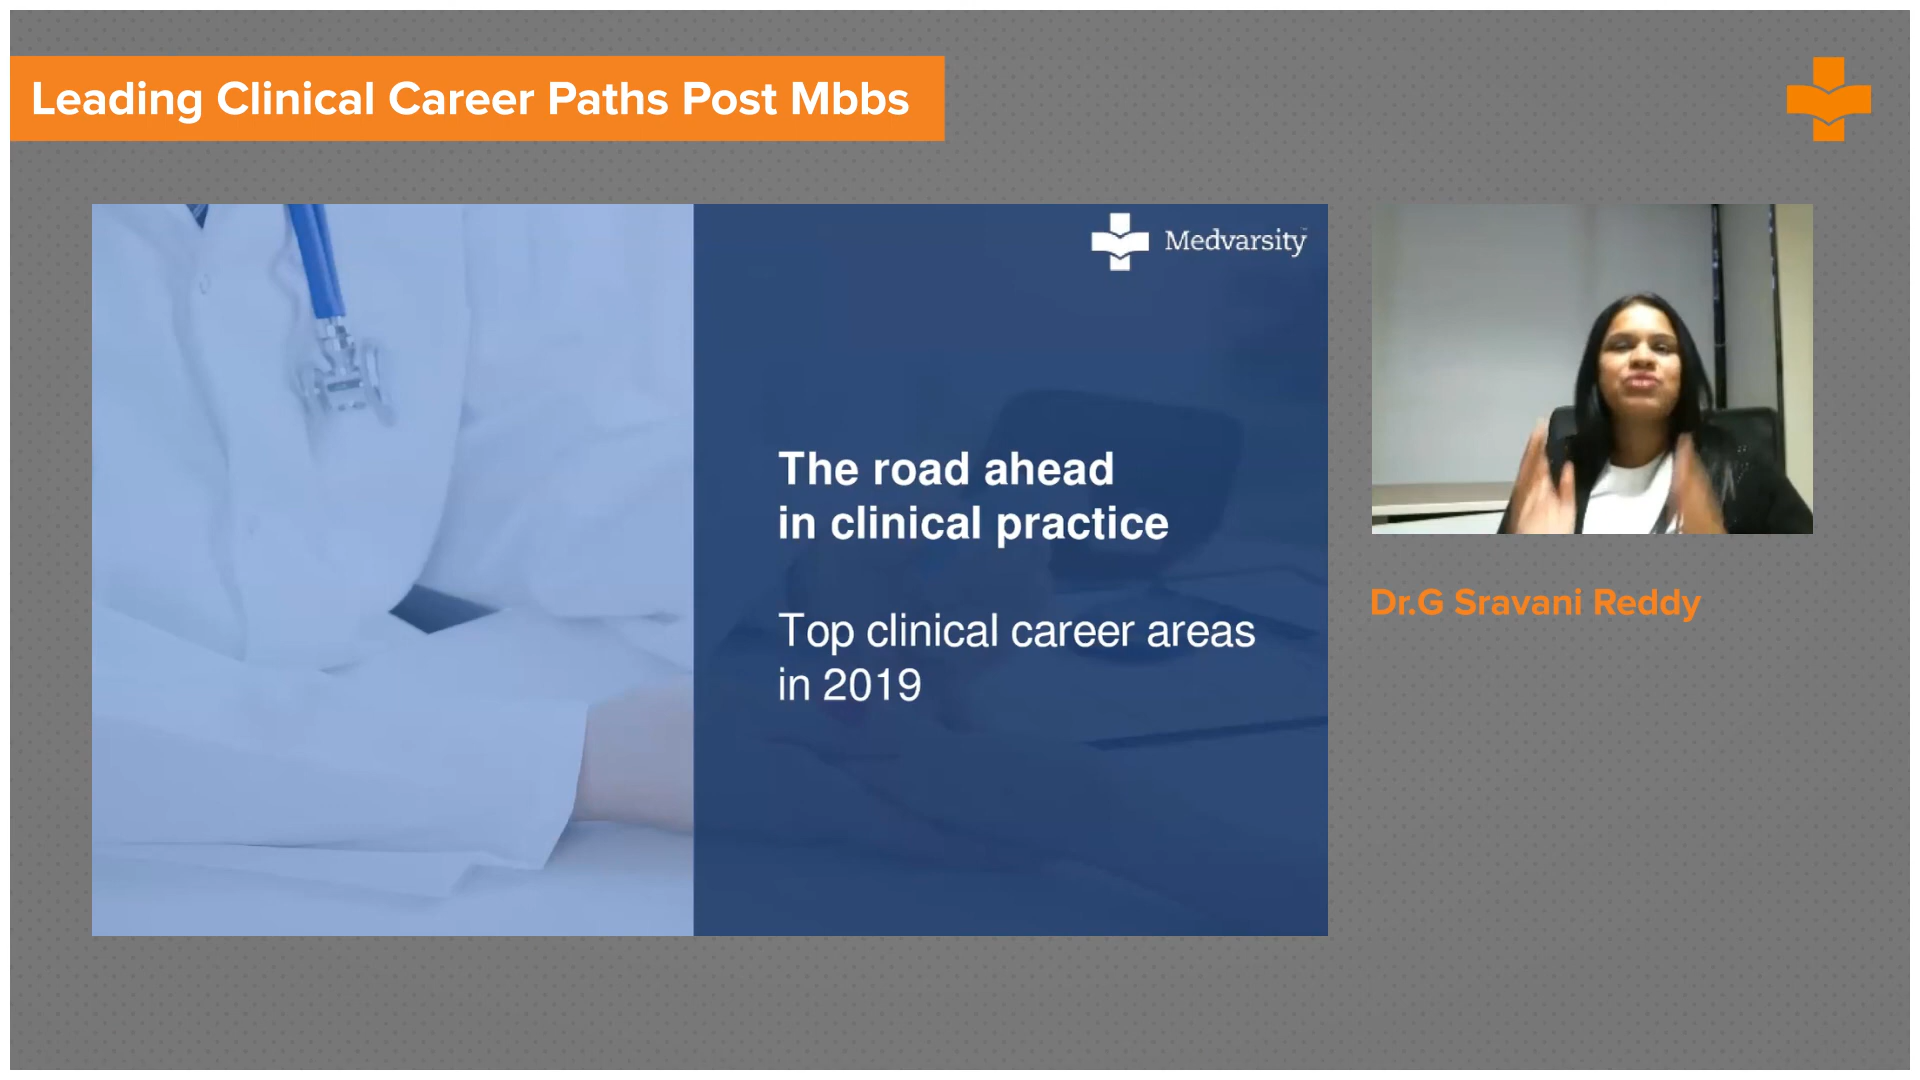 Leading Clinical Career Paths Post Mbbs
Medvarsity
The road ahead
in clinical practice
Top clinical career areas
in 2019
Dr.G Sravani Reddy